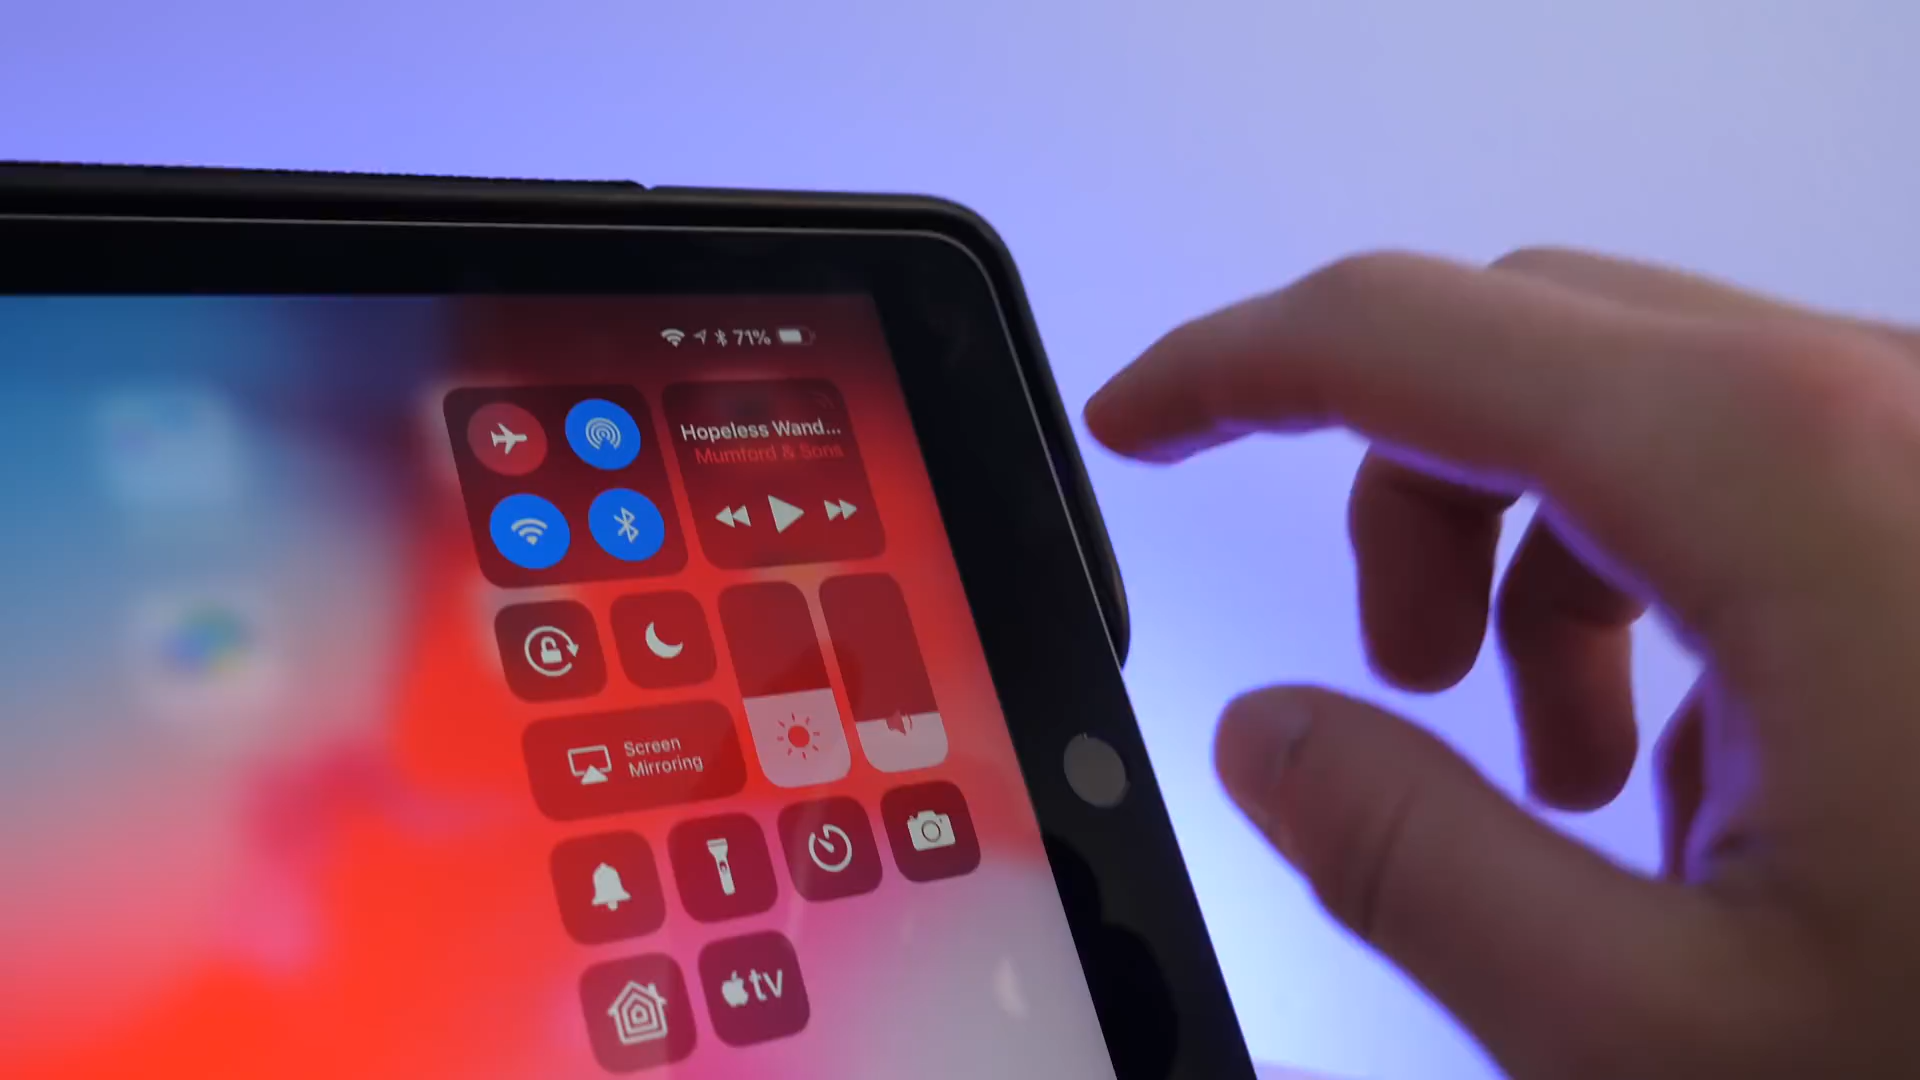 71%
Hopeless Wand...
Mumford & Sons
Screen
Mirroring
tv